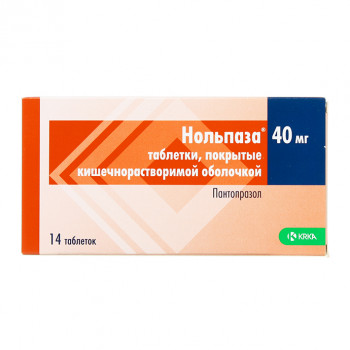 Нольпаза® 40 мг
таблетки, покрытые
кишечнорастворимой оболочкой
Пантопразол
14 таблеток
KRKA